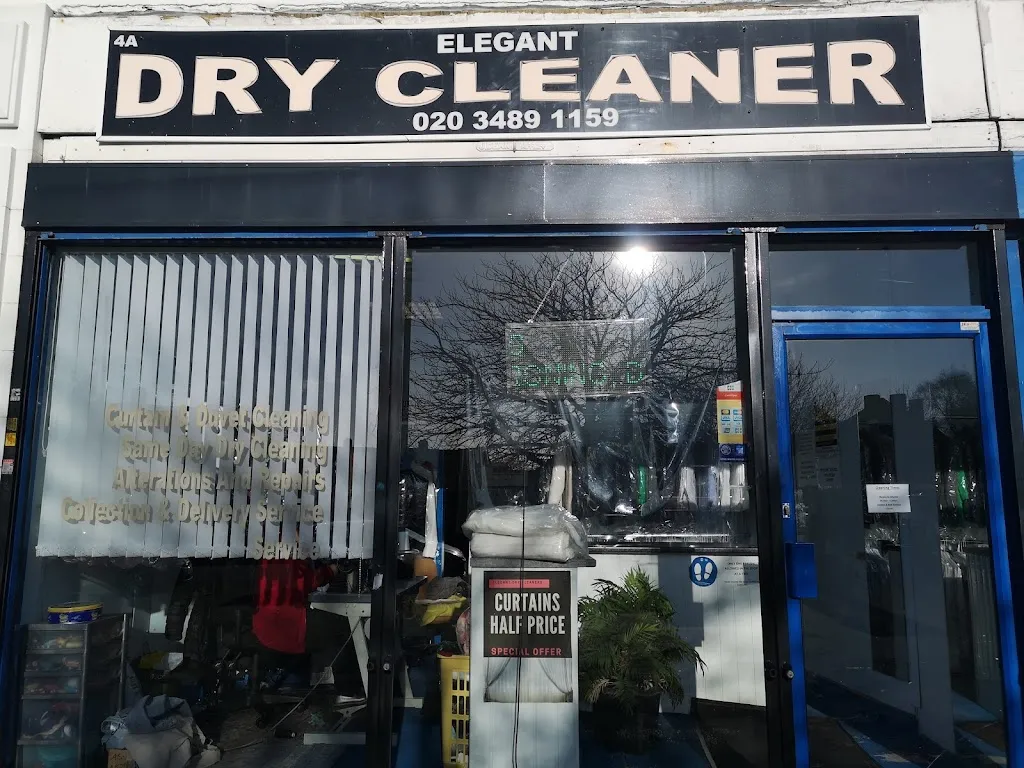 4A
ELEGANT
DRY CLEANER
020 3489 1159
Curtain & Duvet Cleaning
Same Day Dry Cleaning
Alterations And Repairs
Collection & Delivery Service
Service
CURTAINS
HALF PRICE
SPECIAL OFFER